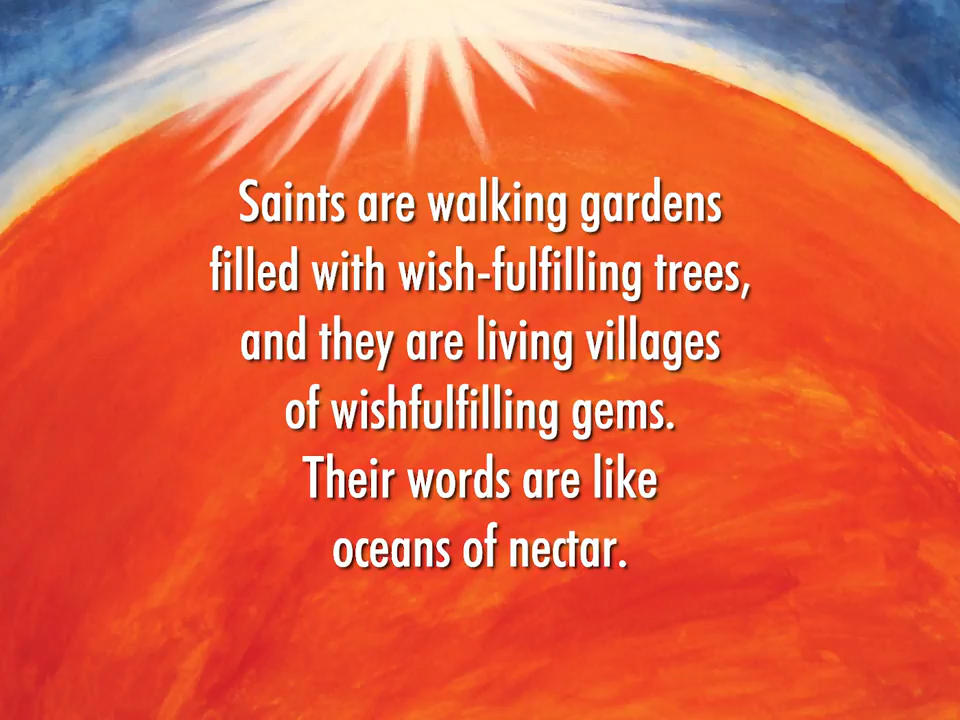 Saints are walking gardens
filled with wish-fulfilling trees,
and they are living villages
of wishfulfilling gems.
Their words are like
oceans of nectar.